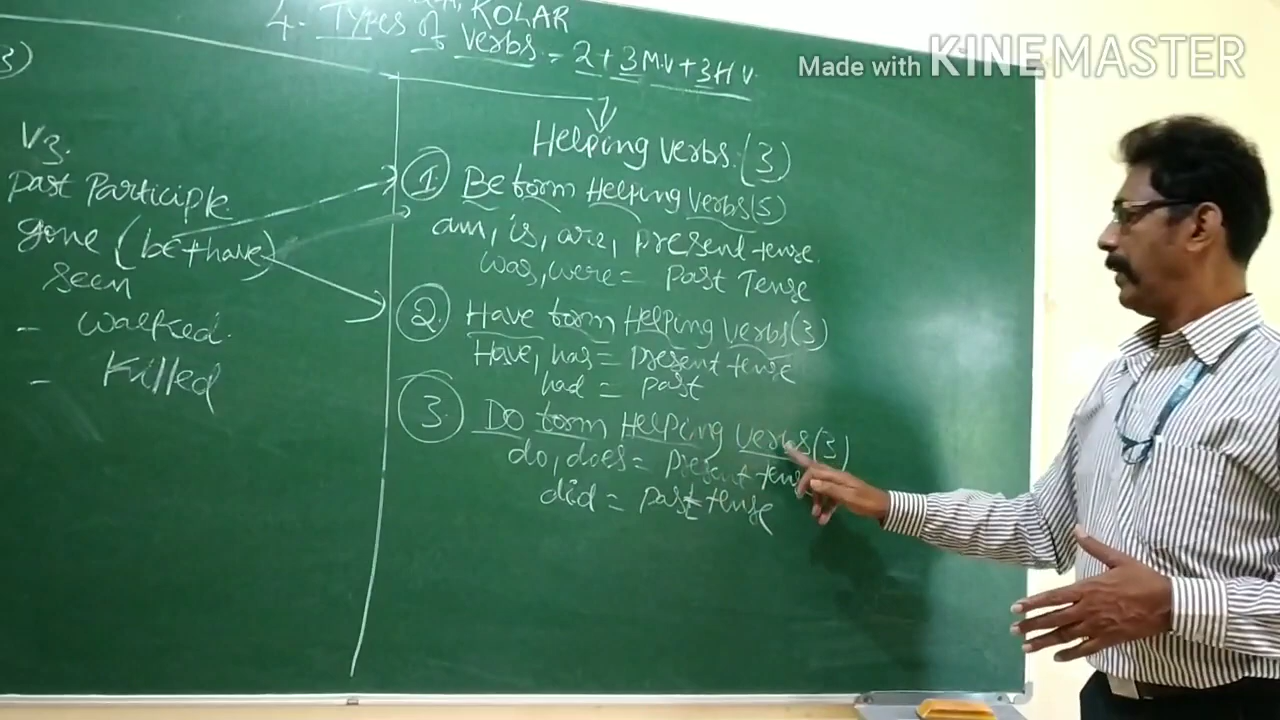 KOLAR
4. Types of verbs = 2 + 3 M.V + 3 H V.
Made with KINEMASTER
3)
V3.
Past Participle
gone (be+have)
seen
- walked.
- Killed
Helping verbs. (3)
1. Be form Helping verbs (5)
am, is, are, present tense.
was, were = Past Tense
2. Have form Helping verbs (3)
Have, has = present tense
had = past
3. Do form Helping verbs (3)
do, does = present tens
did = past tense